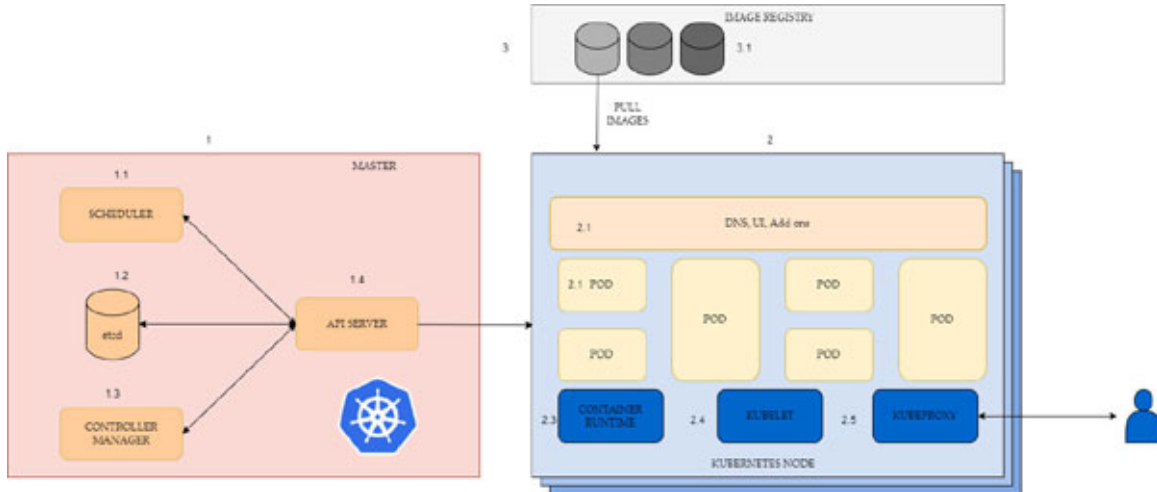 IMAGE REGISTRY
3
3.1
PULL
IMAGES
1
2
MASTER
1.1
SCHEDULER
2.1
DNS, UI, Add ons
1.2
etcd
1.4
API SERVER
2.1 POD
POD
POD
POD
POD
POD
1.3
CONTROLLER
MANAGER
2.3
CONTAINER
RUNTIME
2.4
KUBELET
2.5
KUBEPROXY
KUBERNETES NODE